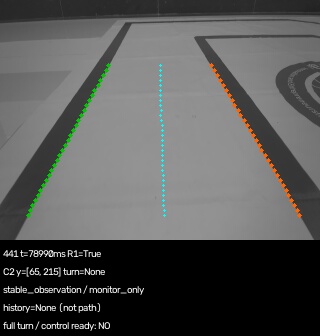 441 t=78990ms R1=True
C2 y=[65, 215] turn=None
stable_observation / monitor_only
history=None (not path)
full turn / control ready: NO